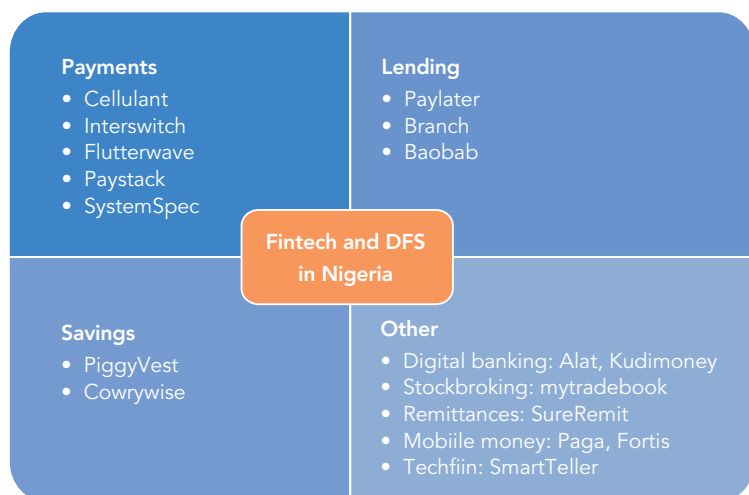 Payments
• Cellulant
• Interswitch
• Flutterwave
• Paystack
• SystemSpec
Lending
• Paylater
• Branch
• Baobab
Fintech and DFS
in Nigeria
Savings
• PiggyVest
• Cowrywise
Other
• Digital banking: Alat, Kudimoney
• Stockbroking: mytradebook
• Remittances: SureRemit
• Mobiile money: Paga, Fortis
• Techfiin: SmartTeller